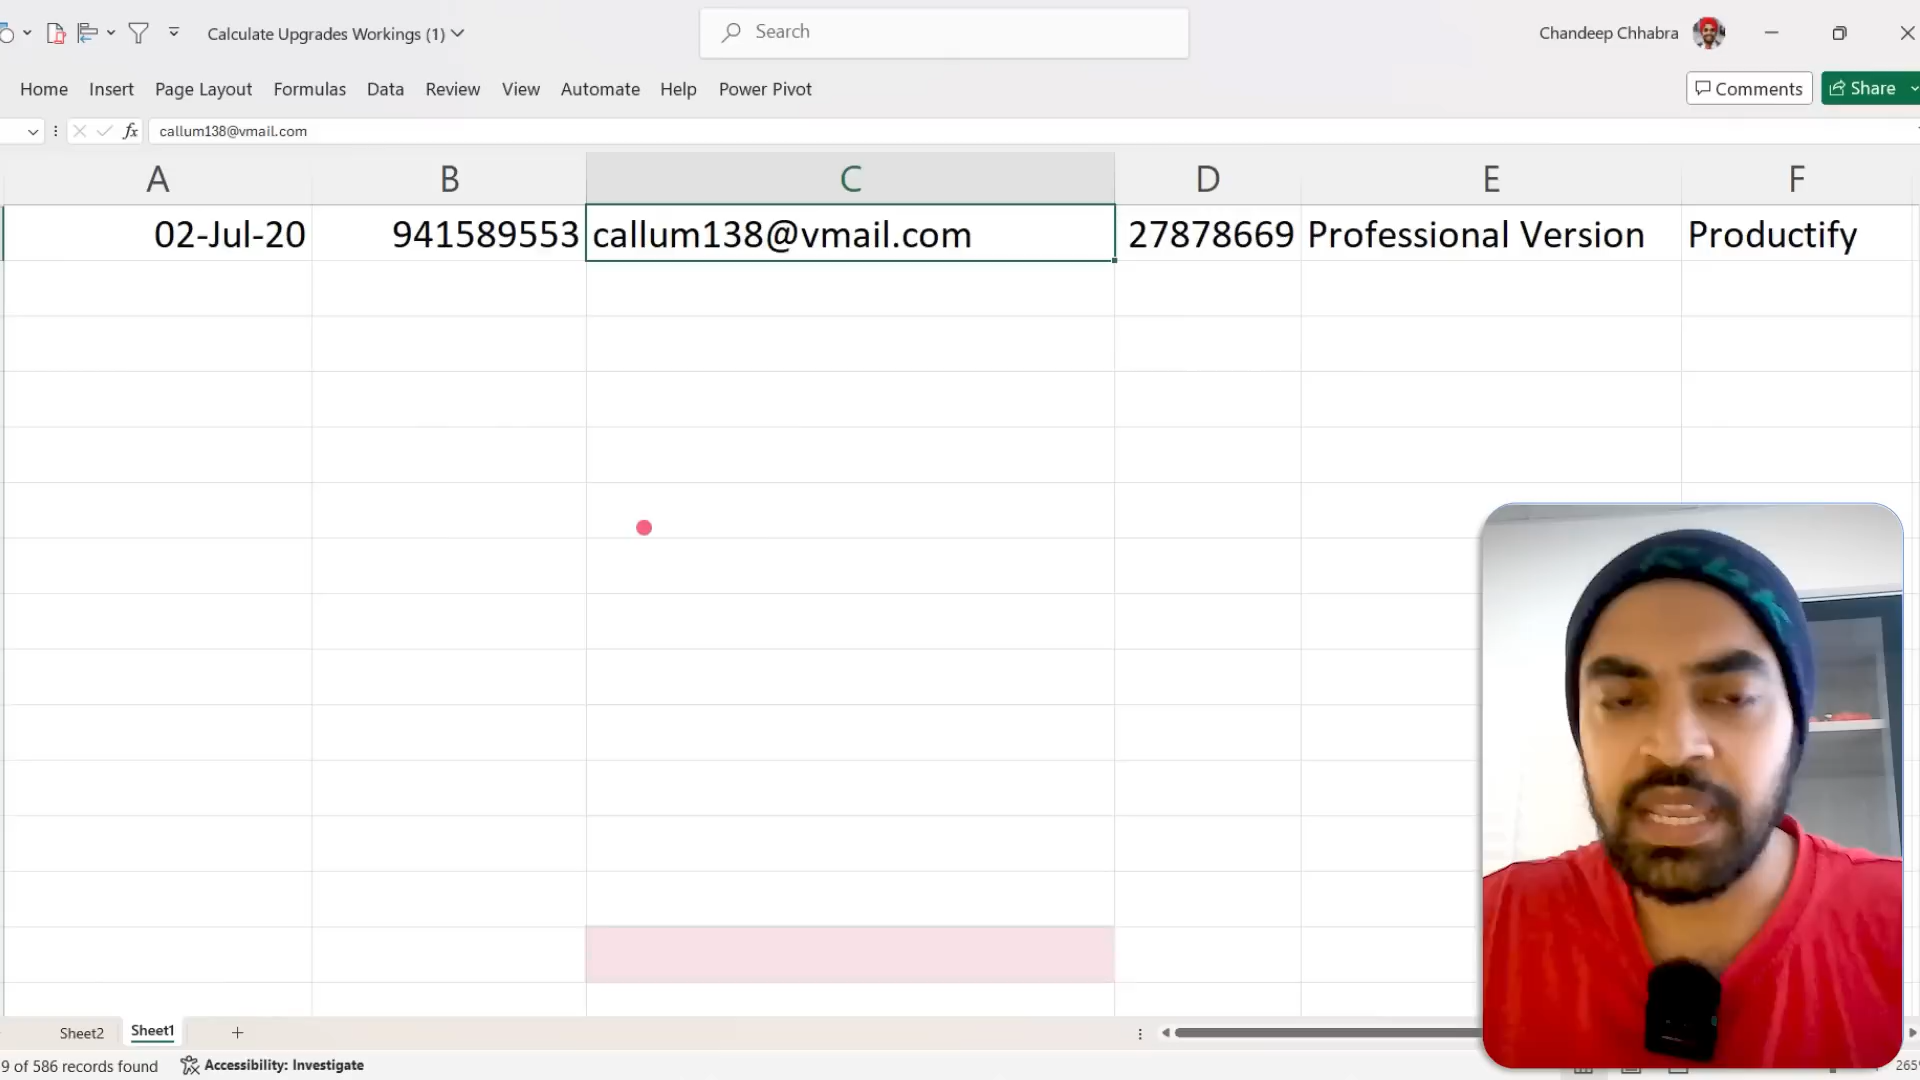 Calculate Upgrades Workings (1)
Search
Chandeep Chhabra
Home Insert Page Layout Formulas Data Review View Automate Help Power Pivot
Comments Share
fx callum138@vmail.com
A B C D E F
02-Jul-20 941589553 callum138@vmail.com 27878669 Professional Version Productify
Sheet2 Sheet1 +
9 of 586 records found Accessibility: Investigate 265